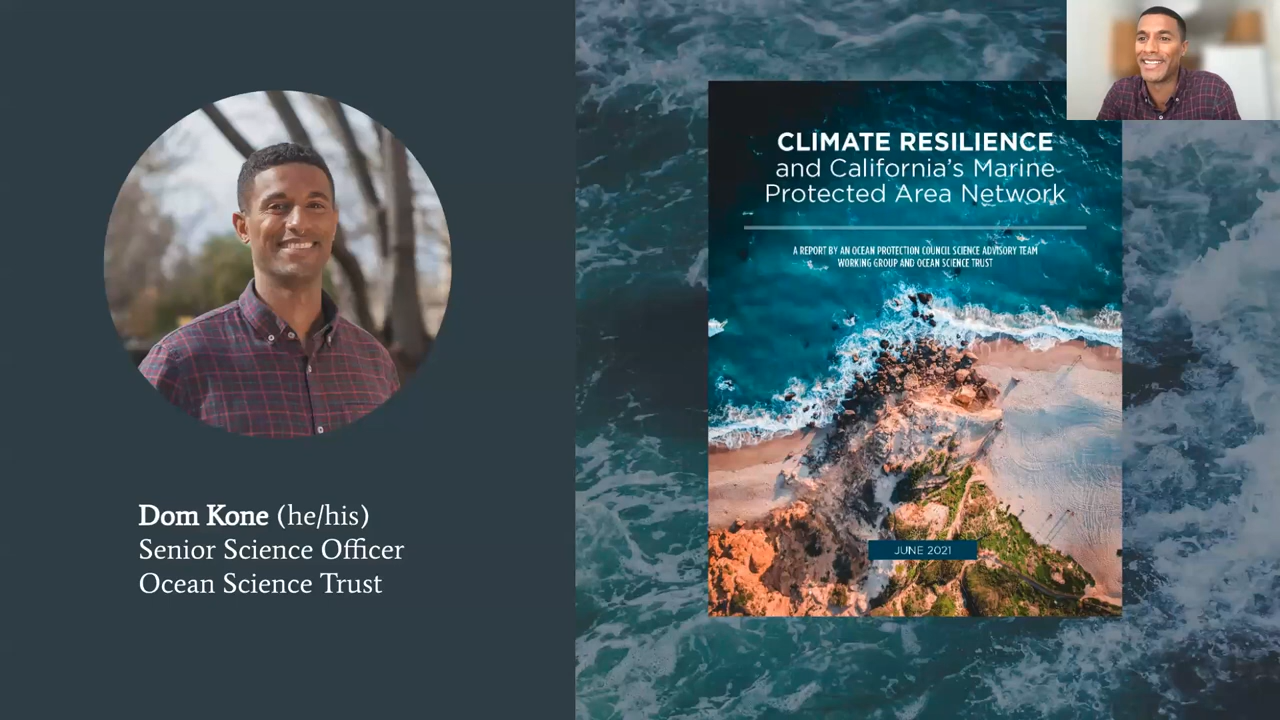 Dom Kone (he/his)
Senior Science Officer
Ocean Science Trust
CLIMATE RESILIENCE
and California's Marine
Protected Area Network
A REPORT BY AN OCEAN PROTECTION COUNCIL SCIENCE ADVISORY TEAM
WORKING GROUP AND OCEAN SCIENCE TRUST
JUNE 2021